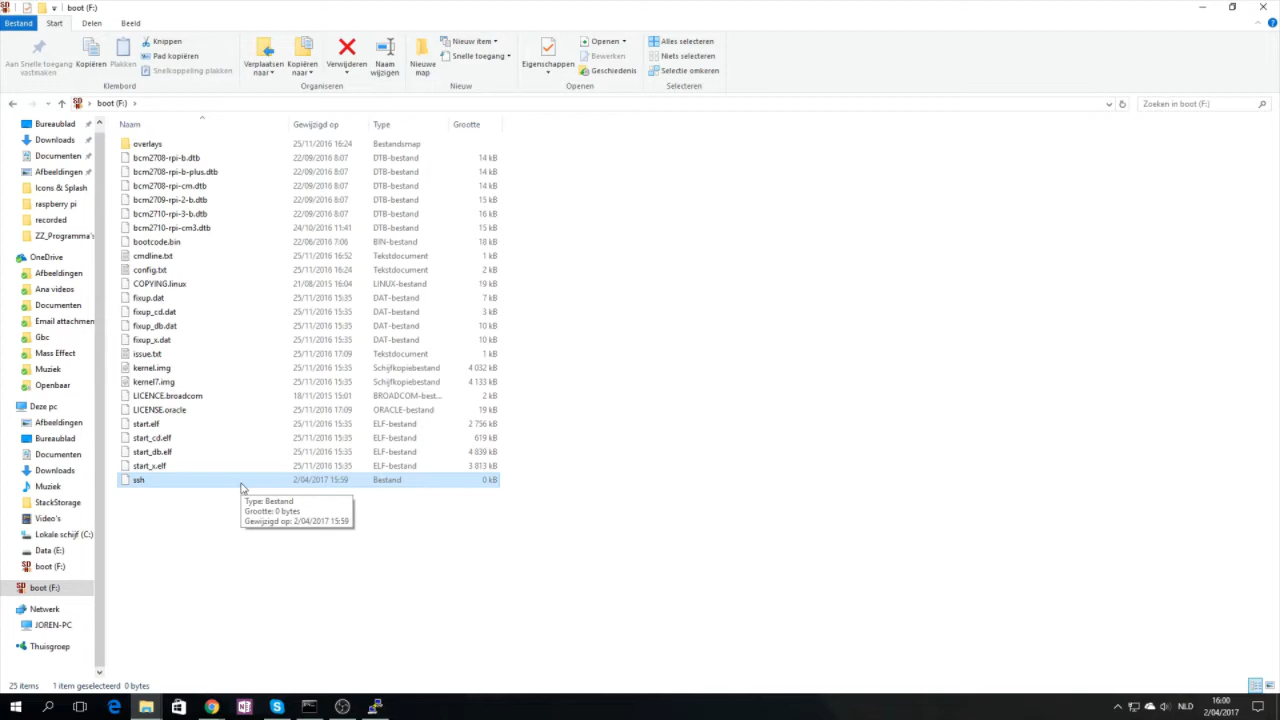 boot (F:)
Bestand Start Delen Beeld
Aan Snelle toegang vastmaken
Kopiëren
Plakken
Knippen
Pad kopiëren
Snelkoppeling plakken
Klembord
Verplaatsen naar
Kopiëren naar
Verwijderen
Naam wijzigen
Organiseren
Nieuwe map
Nieuw item
Snelle toegang
Nieuw
Eigenschappen
Openen
Bewerken
Geschiedenis
Openen
Alles selecteren
Niets selecteren
Selectie omkeren
Selecteren
boot (F:)
Zoeken in boot (F:)
Bureaublad
Downloads
Documenten
Afbeeldingen
Icons & Splash
raspberry pi
recorded
ZZ_Programma's
OneDrive
Afbeeldingen
Ana videos
Documenten
Email attachmen
Gbc
Mass Effect
Muziek
Openbaar
Deze pc
Afbeeldingen
Bureaublad
Documenten
Downloads
Muziek
StackStorage
Video's
Lokale schijf (C:)
Data (E:)
boot (F:)
boot (F:)
Netwerk
JOREN-PC
Thuisgroep
Naam Gewijzigd op Type Grootte
overlays 25/11/2016 16:24 Bestandsmap
bcm2708-rpi-b.dtb 22/09/2016 8:07 DTB-bestand 14 kB
bcm2708-rpi-b-plus.dtb 22/09/2016 8:07 DTB-bestand 14 kB
bcm2708-rpi-cm.dtb 22/09/2016 8:07 DTB-bestand 14 kB
bcm2709-rpi-2-b.dtb 22/09/2016 8:07 DTB-bestand 15 kB
bcm2710-rpi-3-b.dtb 22/09/2016 8:07 DTB-bestand 16 kB
bcm2710-rpi-cm3.dtb 24/10/2016 11:41 DTB-bestand 15 kB
bootcode.bin 22/06/2016 7:06 BIN-bestand 18 kB
cmdline.txt 25/11/2016 16:52 Tekstdocument 1 kB
config.txt 25/11/2016 16:24 Tekstdocument 2 kB
COPYING.linux 21/08/2015 16:04 LINUX-bestand 19 kB
fixup.dat 25/11/2016 15:35 DAT-bestand 7 kB
fixup_cd.dat 25/11/2016 15:35 DAT-bestand 3 kB
fixup_db.dat 25/11/2016 15:35 DAT-bestand 10 kB
fixup_x.dat 25/11/2016 15:35 DAT-bestand 10 kB
issue.txt 25/11/2016 17:09 Tekstdocument 1 kB
kernel.img 25/11/2016 15:35 Schijfkopiebestand 4 032 kB
kernel7.img 25/11/2016 15:35 Schijfkopiebestand 4 133 kB
LICENCE.broadcom 18/11/2015 15:01 BROADCOM-best... 2 kB
LICENSE.oracle 25/11/2016 17:09 ORACLE-bestand 19 kB
start.elf 25/11/2016 15:35 ELF-bestand 2 756 kB
start_cd.elf 25/11/2016 15:35 ELF-bestand 619 kB
start_db.elf 25/11/2016 15:35 ELF-bestand 4 839 kB
start_x.elf 25/11/2016 15:35 ELF-bestand 3 813 kB
ssh 2/04/2017 15:59 Bestand 0 kB
Type: Bestand
Grootte: 0 bytes
Gewijzigd op: 2/04/2017 15:59
25 items 1 item geselecteerd 0 bytes
NLD
16:00
2/04/2017